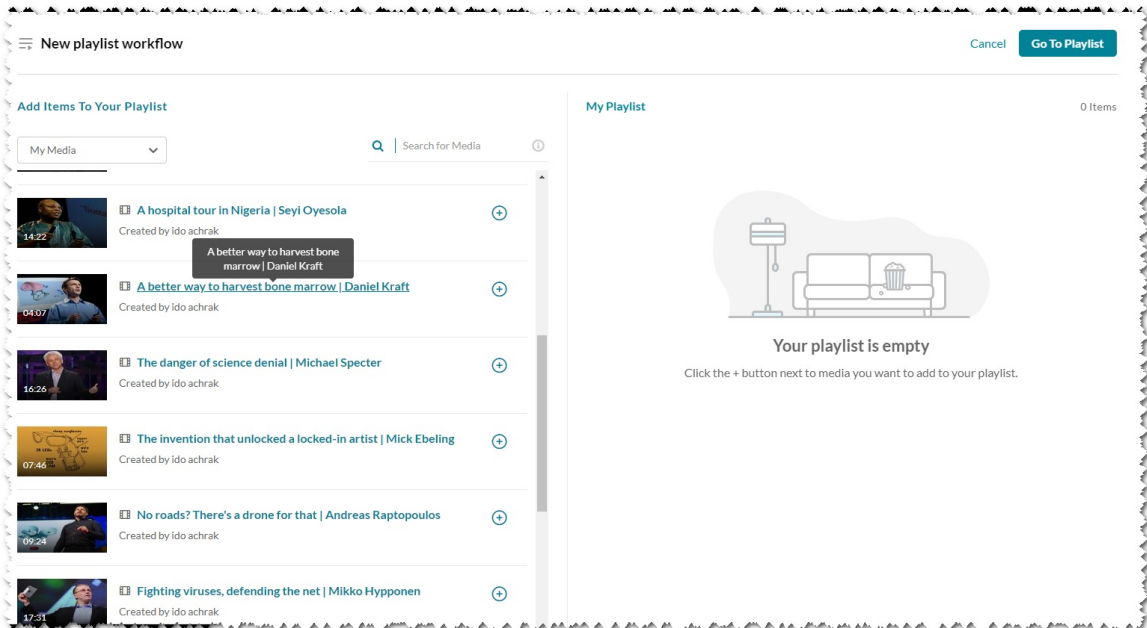 New playlist workflow
Cancel
Go To Playlist
Add Items To Your Playlist
My Media
Search for Media
14:22
A hospital tour in Nigeria | Seyi Oyesola
Created by ido achrak
A better way to harvest bone
marrow | Daniel Kraft
04:07
A better way to harvest bone marrow | Daniel Kraft
Created by ido achrak
16:26
The danger of science denial | Michael Specter
Created by ido achrak
07:46
The invention that unlocked a locked-in artist | Mick Ebeling
Created by ido achrak
09:24
No roads? There's a drone for that | Andreas Raptopoulos
Created by ido achrak
17:31
Fighting viruses, defending the net | Mikko Hypponen
Created by ido achrak
My Playlist
0 Items
Your playlist is empty
Click the + button next to media you want to add to your playlist.